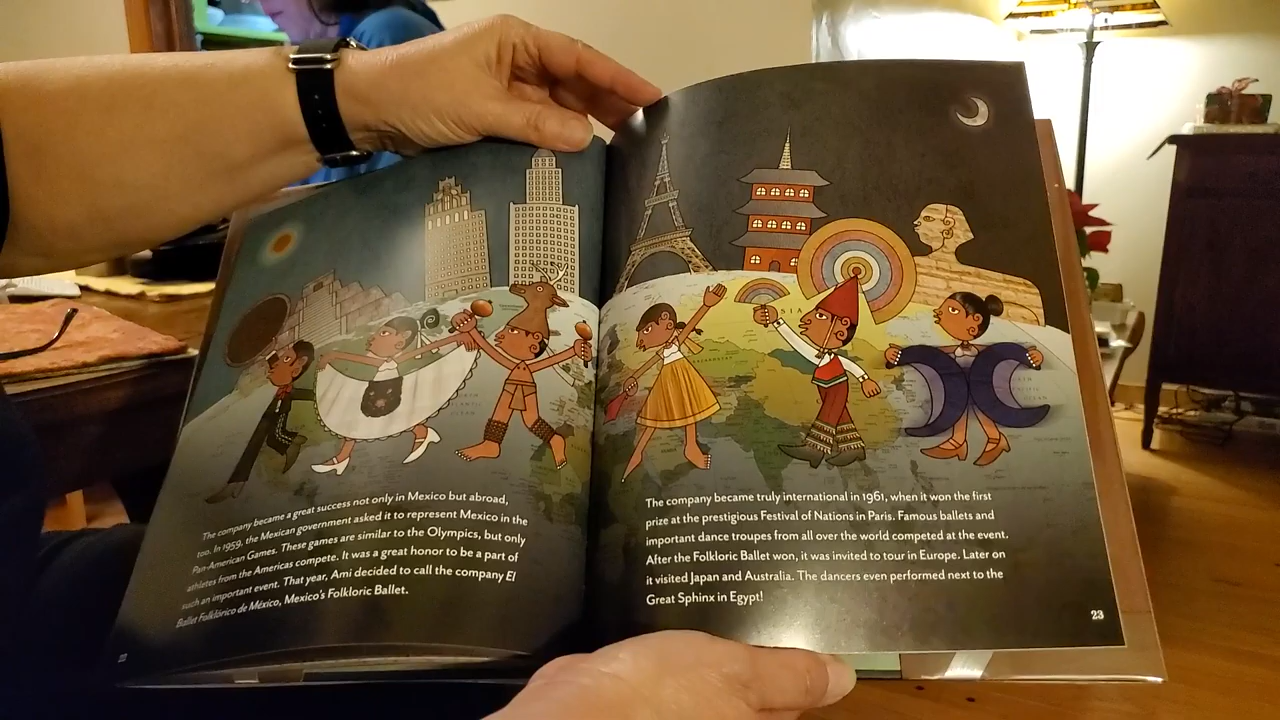 The company became a great success not only in Mexico but abroad,
too. In 1959, the Mexican government asked it to represent Mexico in the
Pan-American Games. These games are similar to the Olympics, but only
athletes from the Americas compete. It was a great honor to be a part of
such an important event. That year, Ami decided to call the company El
Ballet Folklórico de México, Mexico's Folkloric Ballet.
22
ASIA
KAZAKHSTAN
The company became truly international in 1961, when it won the first
prize at the prestigious Festival of Nations in Paris. Famous ballets and
important dance troupes from all over the world competed at the event.
After the Folkloric Ballet won, it was invited to tour in Europe. Later on
it visited Japan and Australia. The dancers even performed next to the
Great Sphinx in Egypt!
23